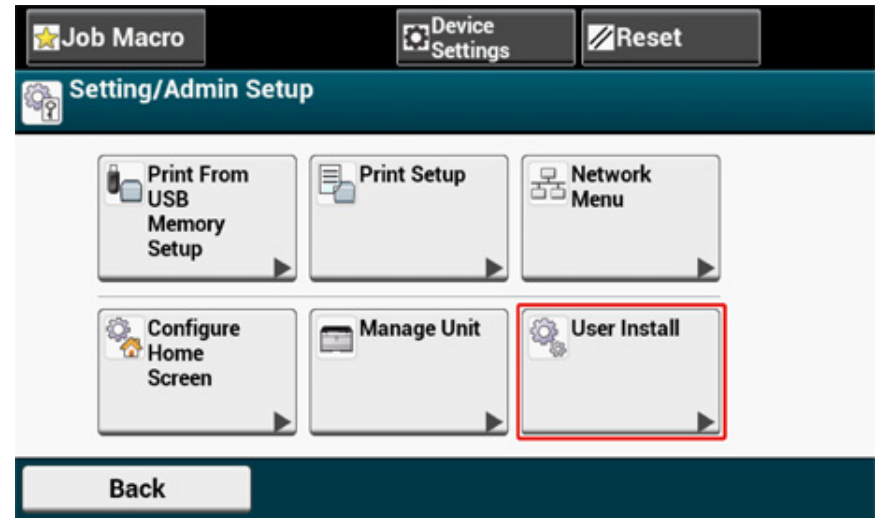 Job Macro
Device
Settings
Reset
Setting/Admin Setup
Print From
USB
Memory
Setup
Print Setup
Network
Menu
Configure
Home
Screen
Manage Unit
User Install
Back